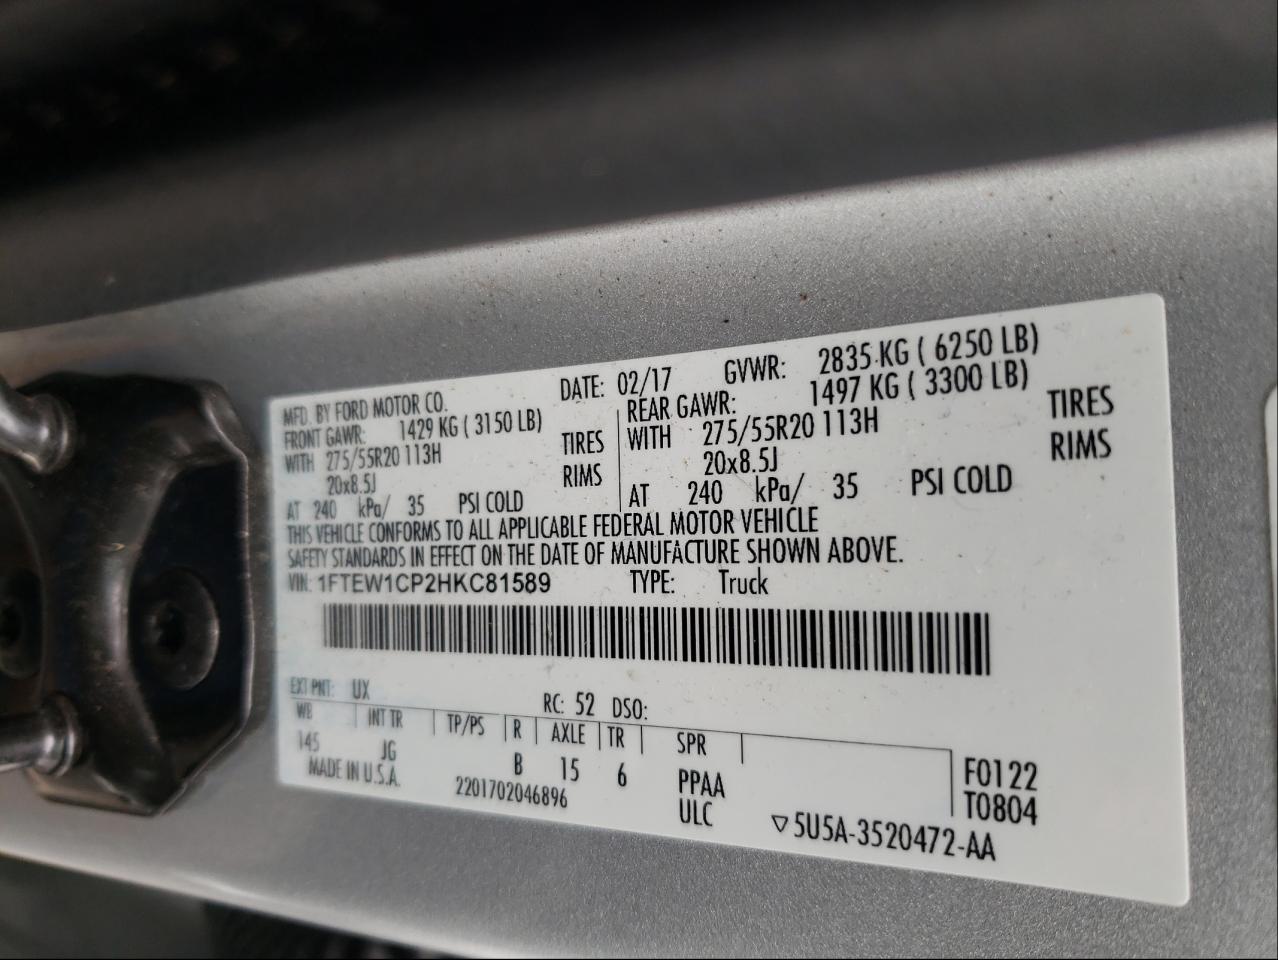 MFD. BY FORD MOTOR CO.
DATE: 02/17 GVWR: 2835 KG ( 6250 LB)
FRONT GAWR: 1429 KG ( 3150 LB)
WITH 275/55R20 113H TIRES
20x8.5J RIMS
AT 240 kPa/ 35 PSI COLD
REAR GAWR: 1497 KG ( 3300 LB)
WITH 275/55R20 113H TIRES
20x8.5J RIMS
AT 240 kPa/ 35 PSI COLD
THIS VEHICLE CONFORMS TO ALL APPLICABLE FEDERAL MOTOR VEHICLE
SAFETY STANDARDS IN EFFECT ON THE DATE OF MANUFACTURE SHOWN ABOVE.
VIN: 1FTEW1CP2HKC81589 TYPE: Truck
EXT PNT: UX RC: 52 DSO:
WB INT TR TP/PS R AXLE TR SPR
145 JG B 15 6 PPAA F0122
MADE IN U.S.A. 2201702046896 ULC T0804
▽5U5A-3520472-AA